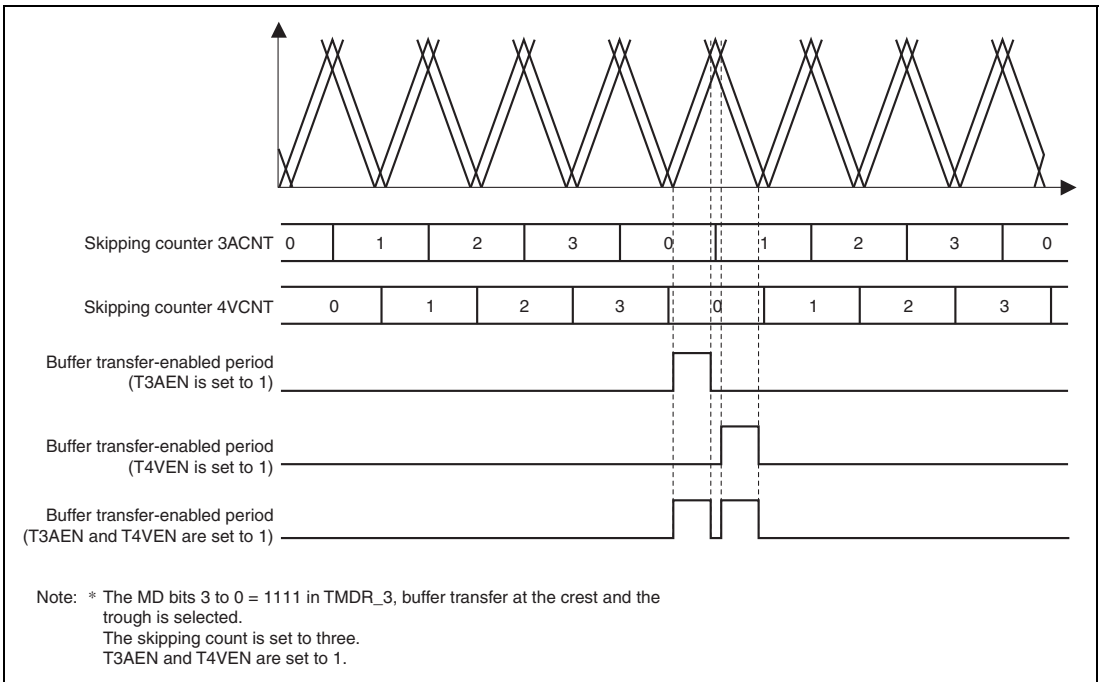 Skipping counter 3ACNT 0 1 2 3 0 1 2 3 0
Skipping counter 4VCNT 0 1 2 3 0 1 2 3
Buffer transfer-enabled period
(T3AEN is set to 1)
Buffer transfer-enabled period
(T4VEN is set to 1)
Buffer transfer-enabled period
(T3AEN and T4VEN are set to 1)
Note: * The MD bits 3 to 0 = 1111 in TMDR_3, buffer transfer at the crest and the
trough is selected.
The skipping count is set to three.
T3AEN and T4VEN are set to 1.